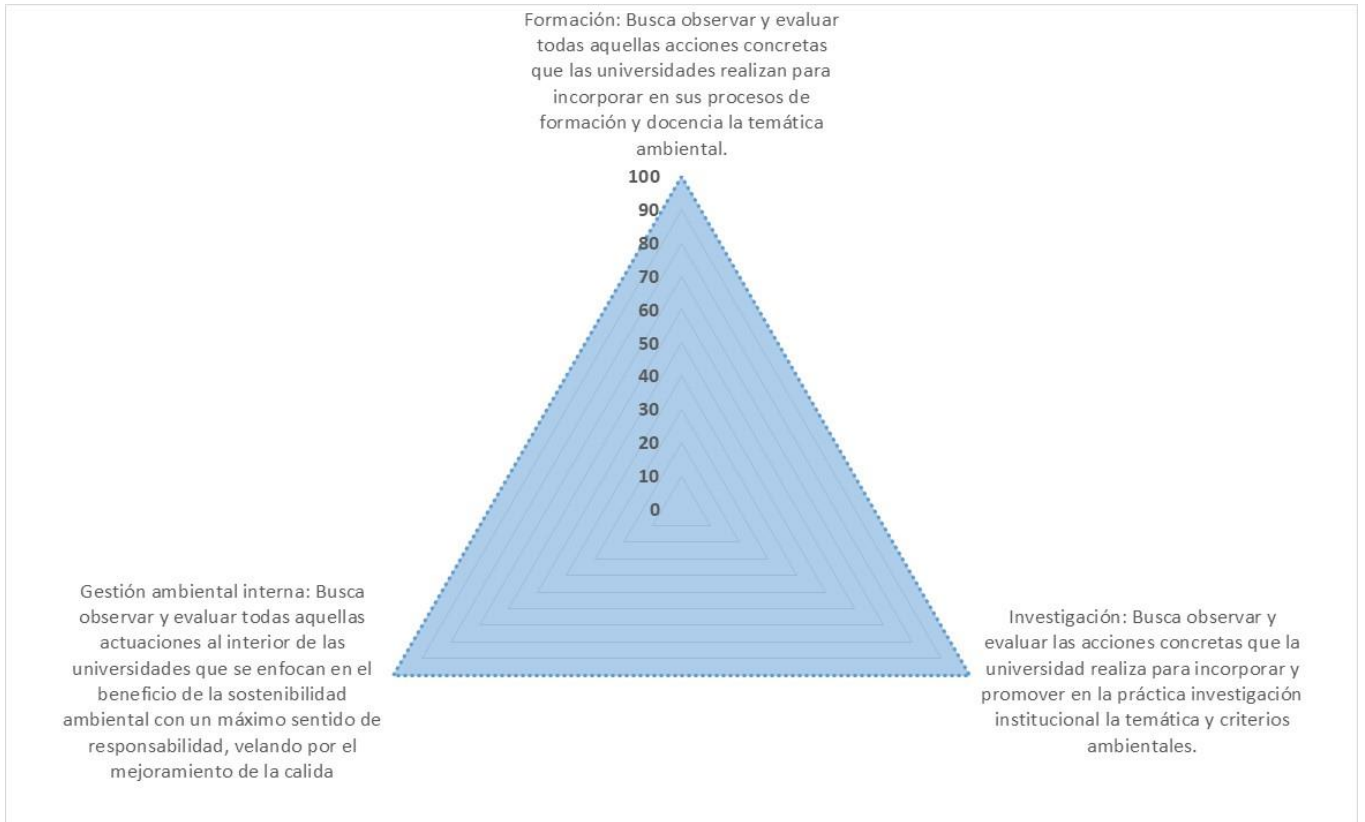 Formación: Busca observar y evaluar
todas aquellas acciones concretas
que las universidades realizan para
incorporar en sus procesos de
formación y docencia la temática
ambiental.
100
90
80
70
60
50
40
30
20
10
0
Gestión ambiental interna: Busca
observar y evaluar todas aquellas
actuaciones al interior de las
universidades que se enfocan en el
beneficio de la sostenibilidad
ambiental con un máximo sentido de
responsabilidad, velando por el
mejoramiento de la calida
Investigación: Busca observar y
evaluar las acciones concretas que la
universidad realiza para incorporar y
promover en la práctica investigación
institucional la temática y criterios
ambientales.